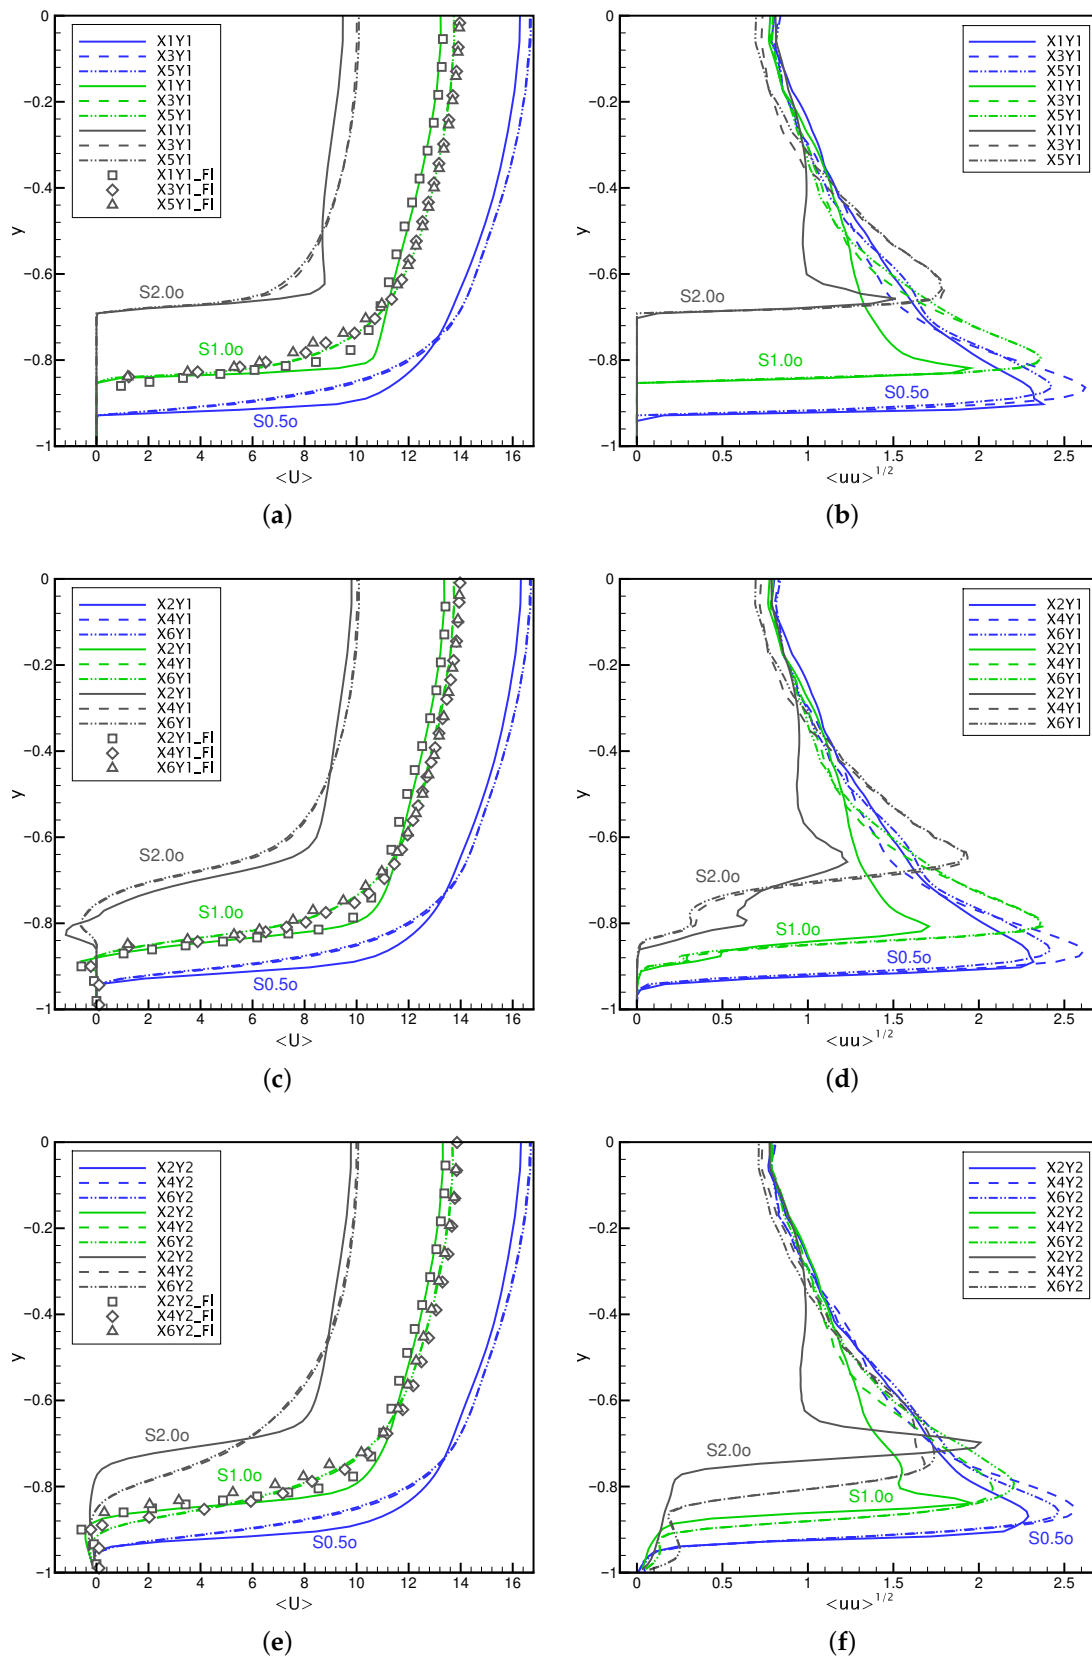 0
−0.2
−0.4
−0.6
−0.8
−1
y
X1Y1
X3Y1
X5Y1
X1Y1
X3Y1
X5Y1
X1Y1
X3Y1
X5Y1
X1Y1_FI
X3Y1_FI
X5Y1_FI
S2.0o
S1.0o
S0.5o
0 2 4 6 8 10 12 14 16
<U>
(a)
0
−0.2
−0.4
−0.6
−0.8
−1
y
X1Y1
X3Y1
X5Y1
X1Y1
X3Y1
X5Y1
X1Y1
X3Y1
X5Y1
S2.0o
S1.0o
S0.5o
0 0.5 1 1.5 2 2.5
<uu>^1/2
(b)
0
−0.2
−0.4
−0.6
−0.8
−1
y
X2Y1
X4Y1
X6Y1
X2Y1
X4Y1
X6Y1
X2Y1
X4Y1
X6Y1
X2Y1_FI
X4Y1_FI
X6Y1_FI
S2.0o
S1.0o
S0.5o
0 2 4 6 8 10 12 14 16
<U>
(c)
0
−0.2
−0.4
−0.6
−0.8
−1
y
X2Y1
X4Y1
X6Y1
X2Y1
X4Y1
X6Y1
X2Y1
X4Y1
X6Y1
S2.0o
S1.0o
S0.5o
0 0.5 1 1.5 2 2.5
<uu>^1/2
(d)
0
−0.2
−0.4
−0.6
−0.8
−1
y
X2Y2
X4Y2
X6Y2
X2Y2
X4Y2
X6Y2
X2Y2
X4Y2
X6Y2
X2Y2_FI
X4Y2_FI
X6Y2_FI
S2.0o
S1.0o
S0.5o
0 2 4 6 8 10 12 14 16
<U>
(e)
0
−0.2
−0.4
−0.6
−0.8
−1
y
X2Y2
X4Y2
X6Y2
X2Y2
X4Y2
X6Y2
X2Y2
X4Y2
X6Y2
S2.0o
S1.0o
S0.5o
0 0.5 1 1.5 2 2.5
<uu>^1/2
(f)